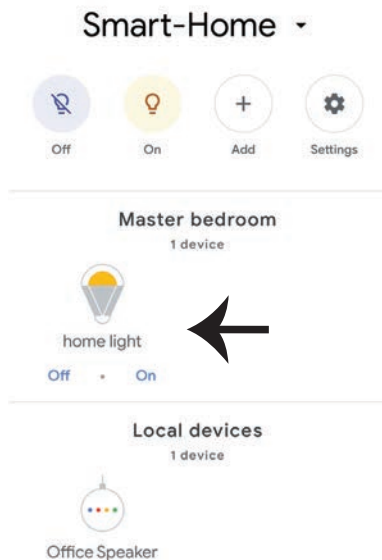 Smart-Home
Off On Add Settings
Master bedroom
1 device
home light
Off • On
Local devices
1 device
Office Speaker